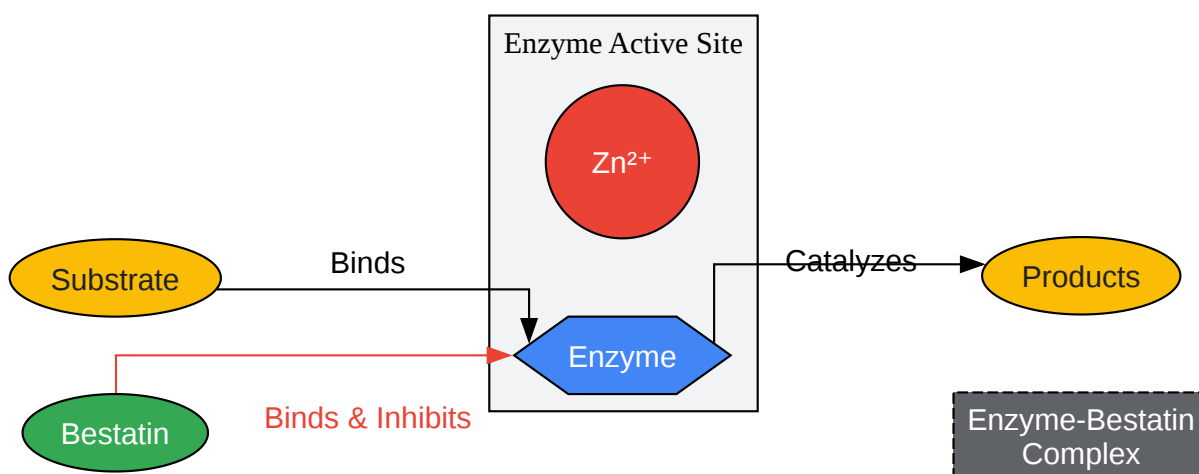 Enzyme Active Site
Zn²⁺
Binds
Catalyzes
Substrate
Products
Enzyme
Binds & Inhibits
Bestatin
Enzyme-Bestatin
Complex